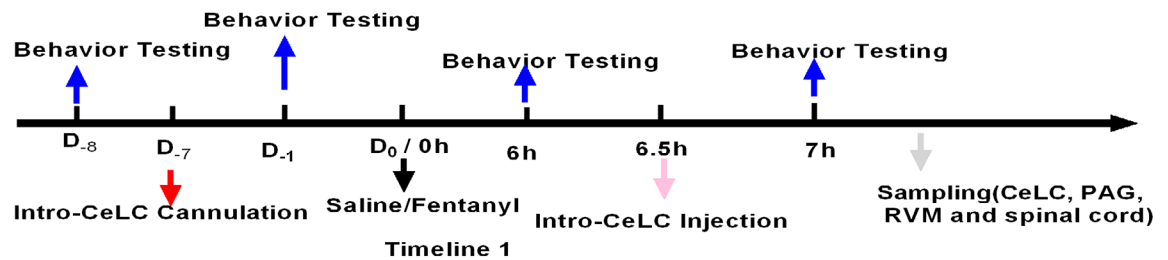 Behavior Testing
Behavior Testing
Behavior Testing
Behavior Testing
D-8
D-7
D-1
D0 / 0h
6h
6.5h
7h
Intro-CeLC Cannulation
Saline/Fentanyl
Intro-CeLC Injection
Sampling(CeLC, PAG,
RVM and spinal cord)
Timeline 1